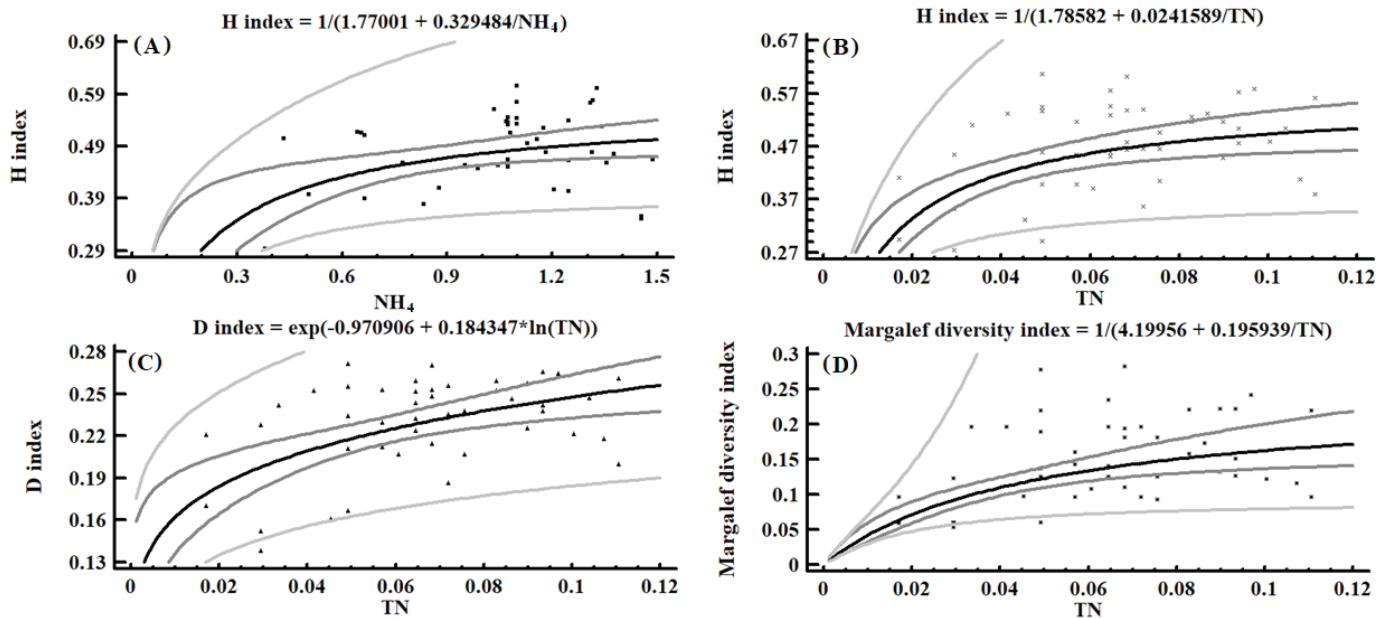 H index = 1/(1.77001 + 0.329484/NH₄)
(A)
H index
0.69
0.59
0.49
0.39
0.29
0 0.3 0.6 0.9 1.2 1.5
NH₄
H index = 1/(1.78582 + 0.0241589/TN)
(B)
H index
0.67
0.57
0.47
0.37
0.27
0 0.02 0.04 0.06 0.08 0.1 0.12
TN
D index = exp(-0.970906 + 0.184347*ln(TN))
(C)
D index
0.28
0.25
0.22
0.19
0.16
0.13
0 0.02 0.04 0.06 0.08 0.1 0.12
TN
Margalef diversity index = 1/(4.19956 + 0.195939/TN)
(D)
Margalef diversity index
0.3
0.25
0.2
0.15
0.1
0.05
0
0 0.02 0.04 0.06 0.08 0.1 0.12
TN